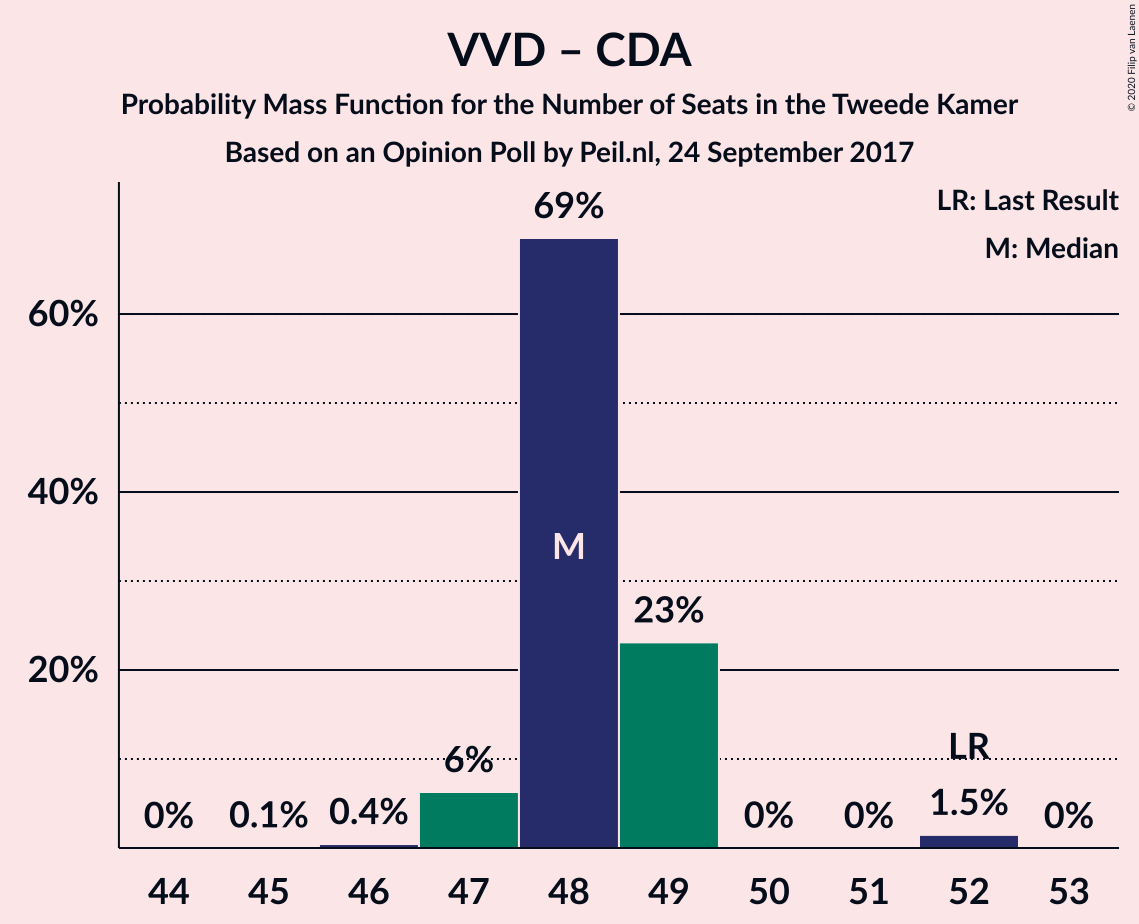 VVD – CDA
Probability Mass Function for the Number of Seats in the Tweede Kamer
Based on an Opinion Poll by Peil.nl, 24 September 2017
© 2020 Filip van Laenen
LR: Last Result
M: Median
60%
40%
20%
0%
0.1%
0.4%
6%
69%
M
23%
0%
0%
LR
1.5%
0%
44 45 46 47 48 49 50 51 52 53